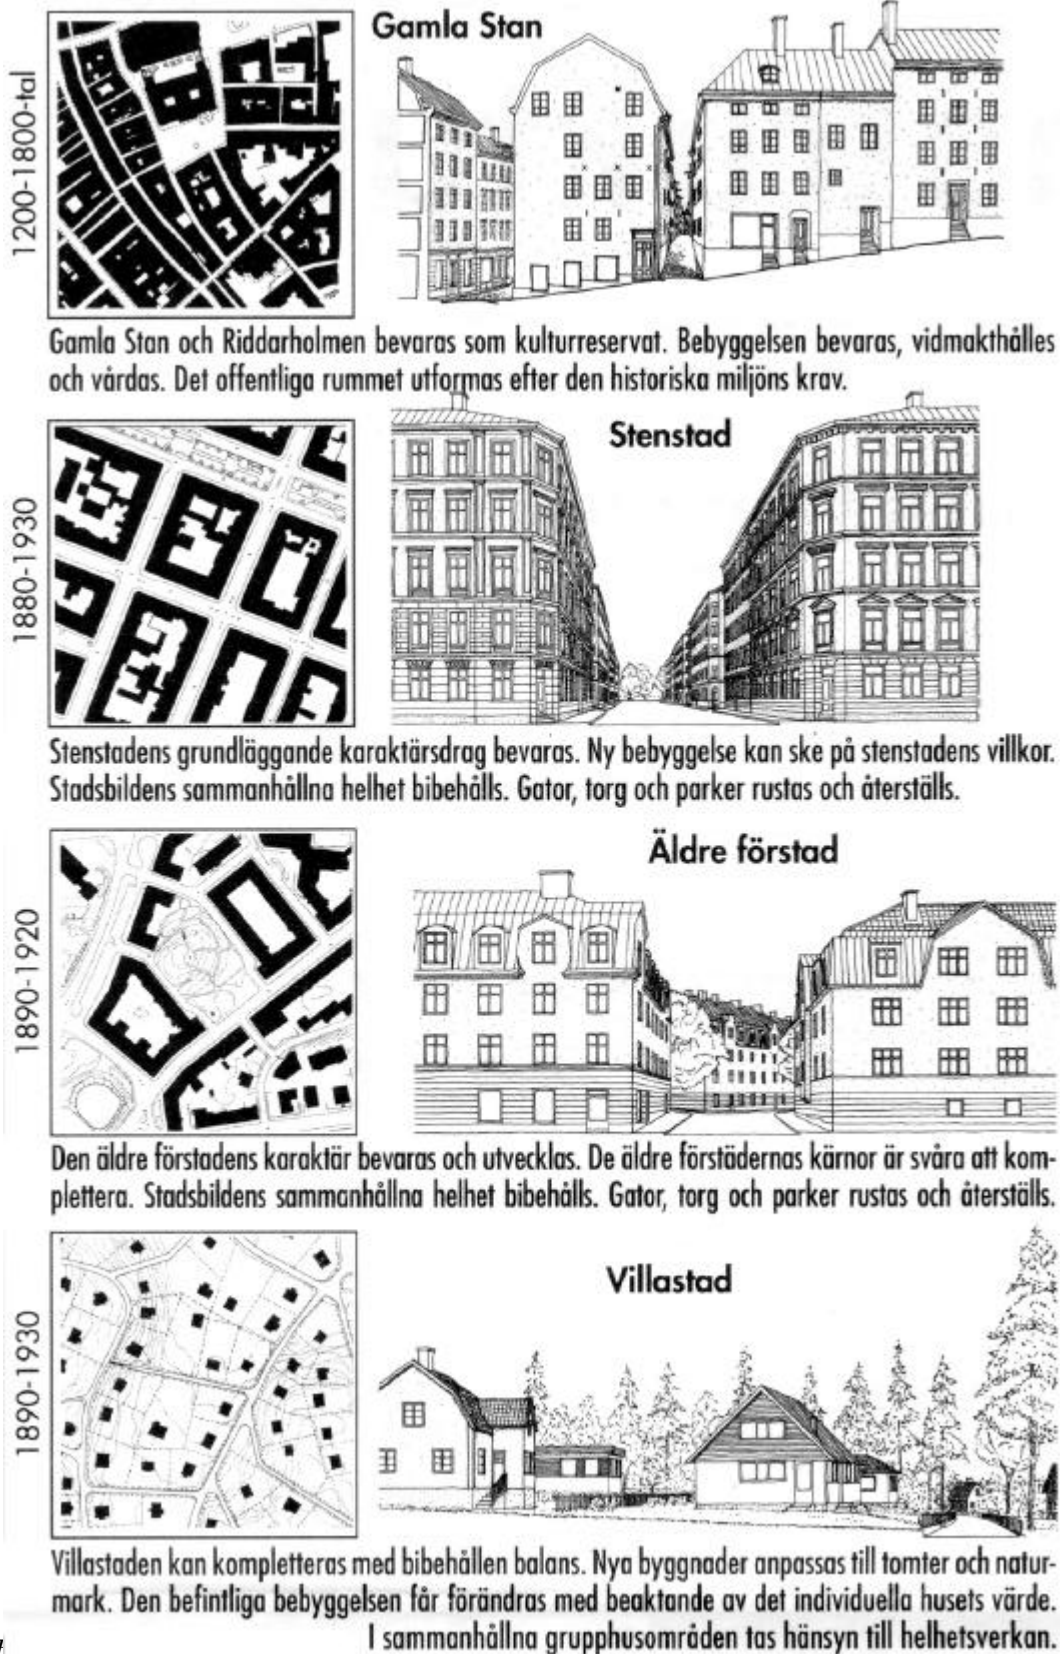 Gamla Stan
1200-1800-tal
Gamla Stan och Riddarholmen bevaras som kulturreservat. Bebyggelsen bevaras, vidmakthålles
och vårdas. Det offentliga rummet utformas efter den historiska miljöns krav.
Stenstad
1880-1930
Stenstadens grundläggande karaktärsdrag bevaras. Ny bebyggelse kan ske på stenstadens villkor.
Stadsbildens sammanhållna helhet bibehålls. Gator, torg och parker rustas och återställs.
Äldre förstad
1890-1920
Den äldre förstadens karaktär bevaras och utvecklas. De äldre förstädernas kärnor är svåra att kom-
plettera. Stadsbildens sammanhållna helhet bibehålls. Gator, torg och parker rustas och återställs.
Villastad
1890-1930
Villastaden kan kompletteras med bibehållen balans. Nya byggnader anpassas till tomter och natur-
mark. Den befintliga bebyggelsen får förändras med beaktande av det individuella husets värde.
I sammanhållna grupphusområden tas hänsyn till helhetsverkan.